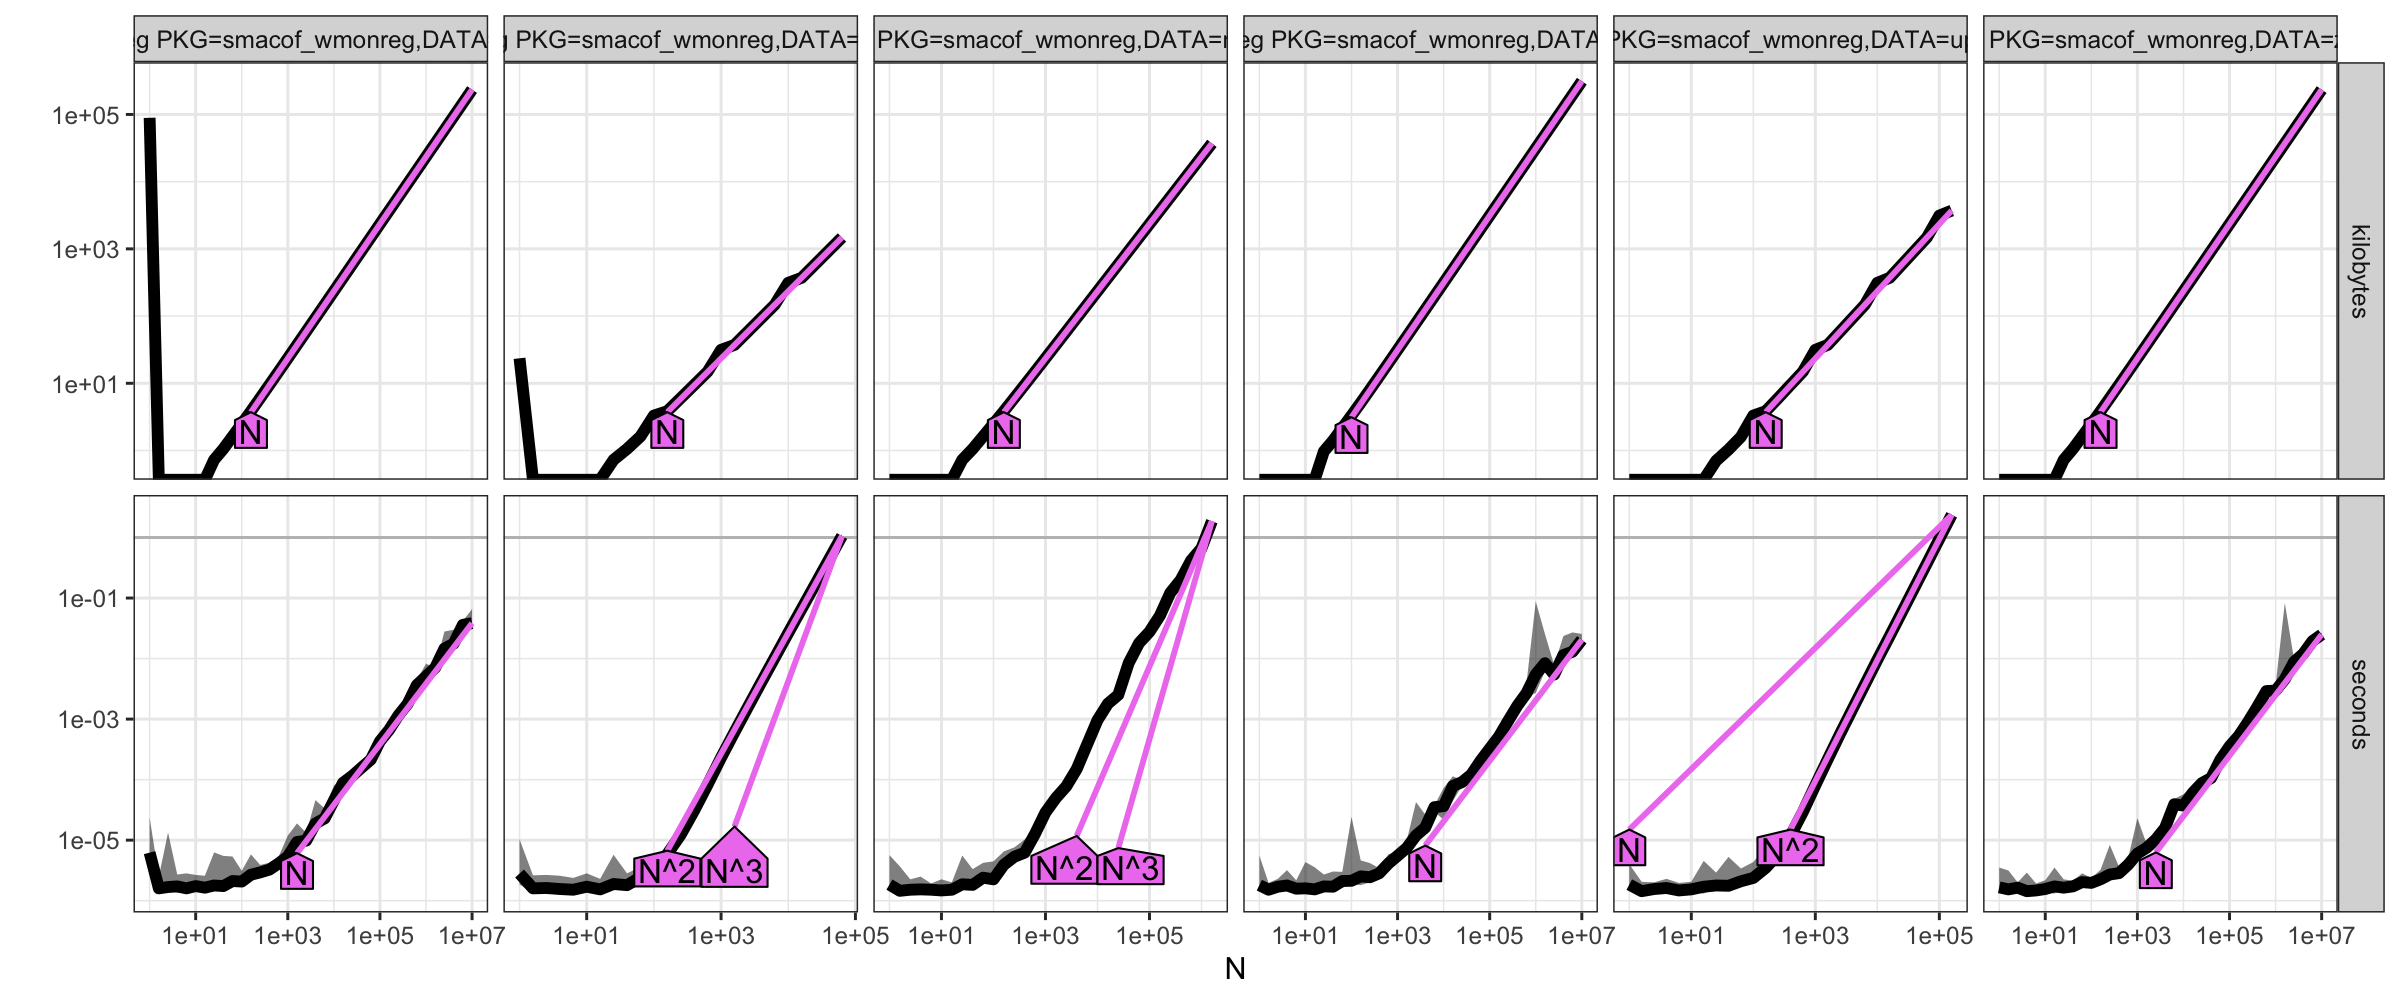 g PKG=smacof_wmonreg,DATA
PKG=smacof_wmonreg,DATA=
PKG=smacof_wmonreg,DATA=
eg PKG=smacof_wmonreg,DATA
PKG=smacof_wmonreg,DATA=up
PKG=smacof_wmonreg,DATA=
1e+05
1e+03
1e+01
N
N
N
N
N
N
kilobytes
1e-01
1e-03
1e-05
N
N^2
N^3
N^2
N^3
N
N
N^2
N
seconds
1e+01 1e+03 1e+05 1e+07
1e+01 1e+03 1e+05
1e+01 1e+03 1e+05
1e+01 1e+03 1e+05 1e+07
1e+01 1e+03 1e+05
1e+01 1e+03 1e+05 1e+07
N